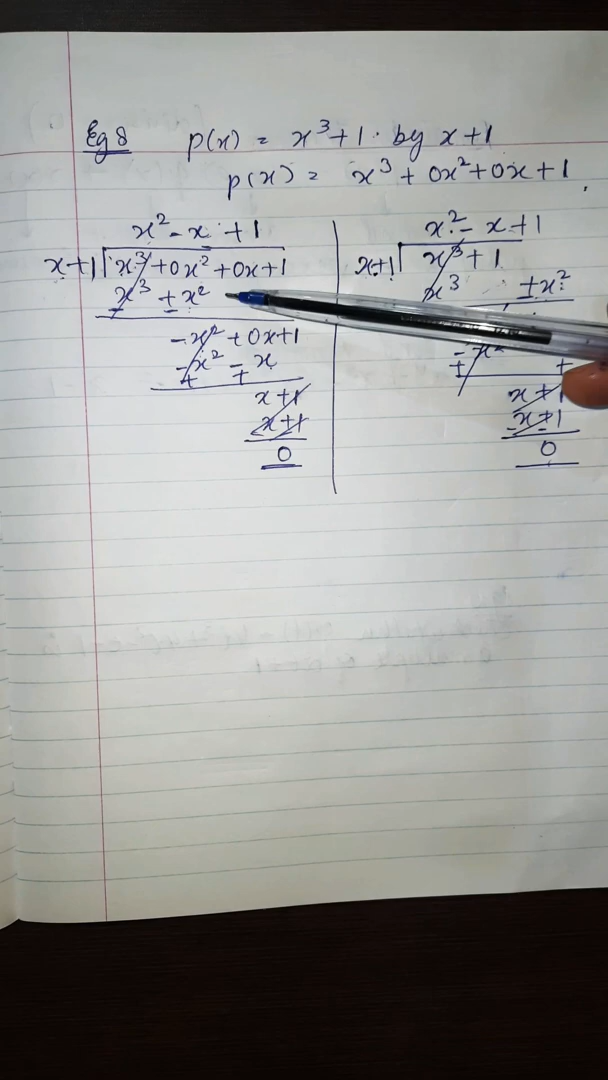 Eg 8 p(x) = x³+1 by x+1
p(x) = x³ + 0x² + 0x + 1.
x² - x + 1
x+1 x³ + 0x² + 0x + 1
x³ + x²
-
-
-x² + 0x + 1
-x² - x
+ +
x + 1
x + 1
- -
0
x² - x + 1
x+1 x³ + 1
x³ + x²
-
-x²
+ +
x + 1
x + 1
- -
0